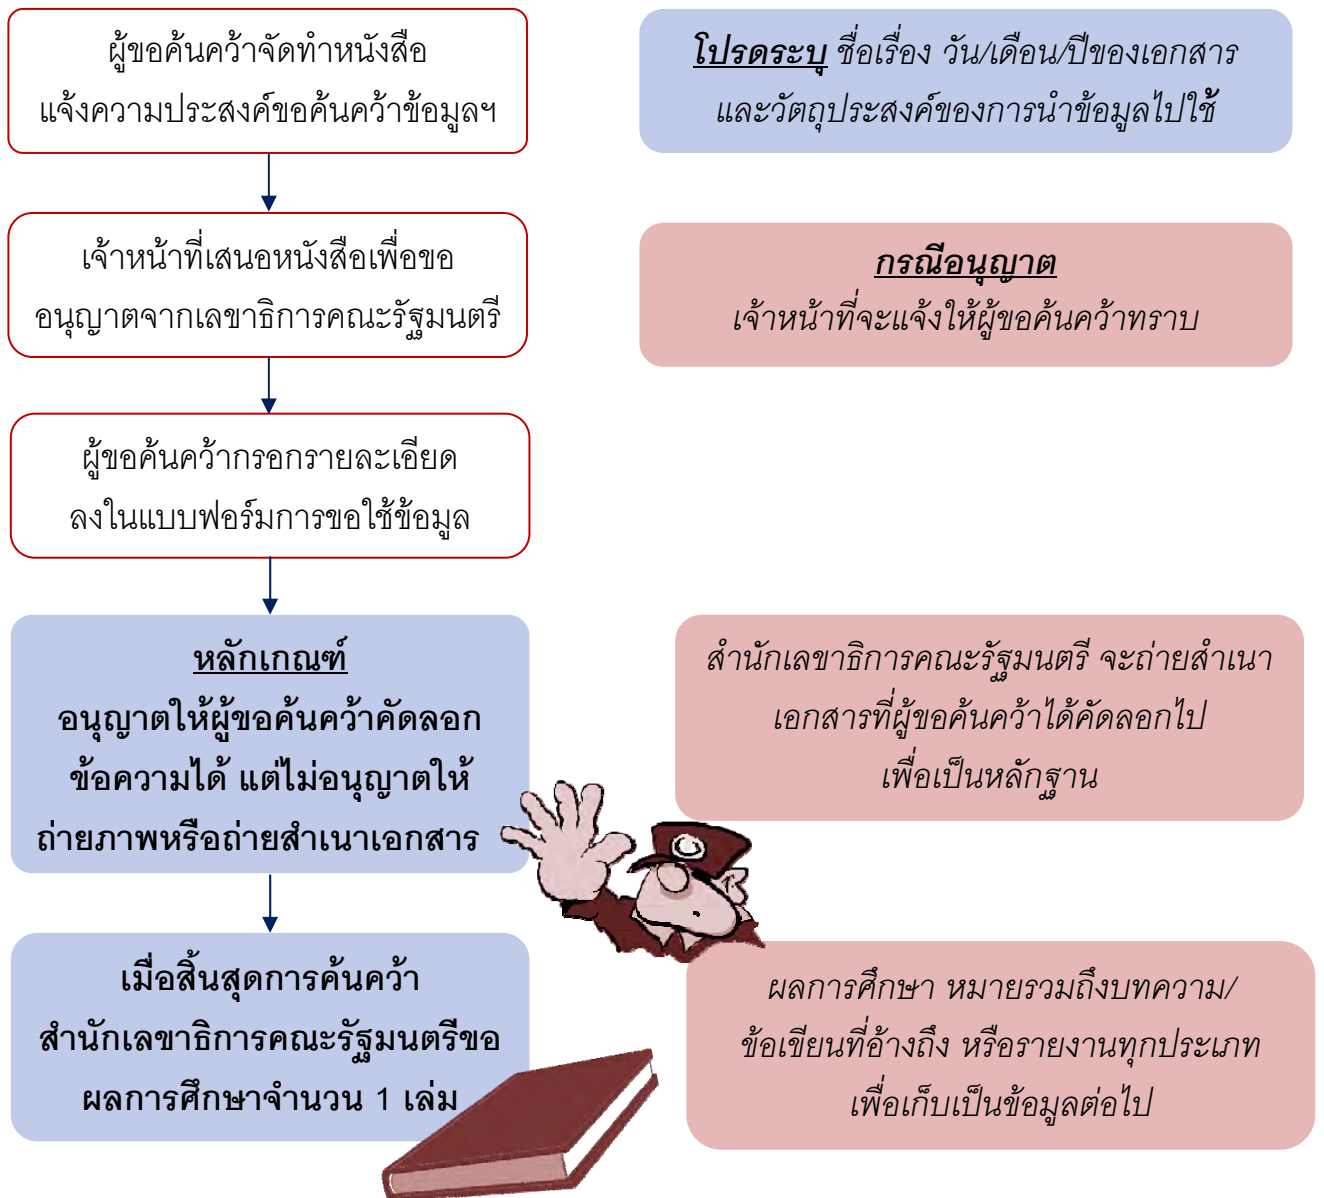 ผู้ขอค้นคว้าจัดทำหนังสือ
แจ้งความประสงค์ขอค้นคว้าข้อมูลฯ
โปรดระบุ ชื่อเรื่อง วัน/เดือน/ปีของเอกสาร
และวัตถุประสงค์ของการนำข้อมูลไปใช้
เจ้าหน้าที่เสนอหนังสือเพื่อขอ
อนุญาตจากเลขาธิการคณะรัฐมนตรี
กรณีอนุญาต
เจ้าหน้าที่จะแจ้งให้ผู้ขอค้นคว้าทราบ
ผู้ขอค้นคว้ากรอกรายละเอียด
ลงในแบบฟอร์มการขอใช้ข้อมูล
หลักเกณฑ์
อนุญาตให้ผู้ขอค้นคว้าคัดลอก
ข้อความได้ แต่ไม่อนุญาตให้
ถ่ายภาพหรือถ่ายสำเนาเอกสาร
สำนักเลขาธิการคณะรัฐมนตรี จะถ่ายสำเนา
เอกสารที่ผู้ขอค้นคว้าได้คัดลอกไป
เพื่อเป็นหลักฐาน
เมื่อสิ้นสุดการค้นคว้า
สำนักเลขาธิการคณะรัฐมนตรีขอ
ผลการศึกษาจำนวน 1 เล่ม
ผลการศึกษา หมายรวมถึงบทความ/
ข้อเขียนที่อ้างถึง หรือรายงานทุกประเภท
เพื่อเก็บเป็นข้อมูลต่อไป